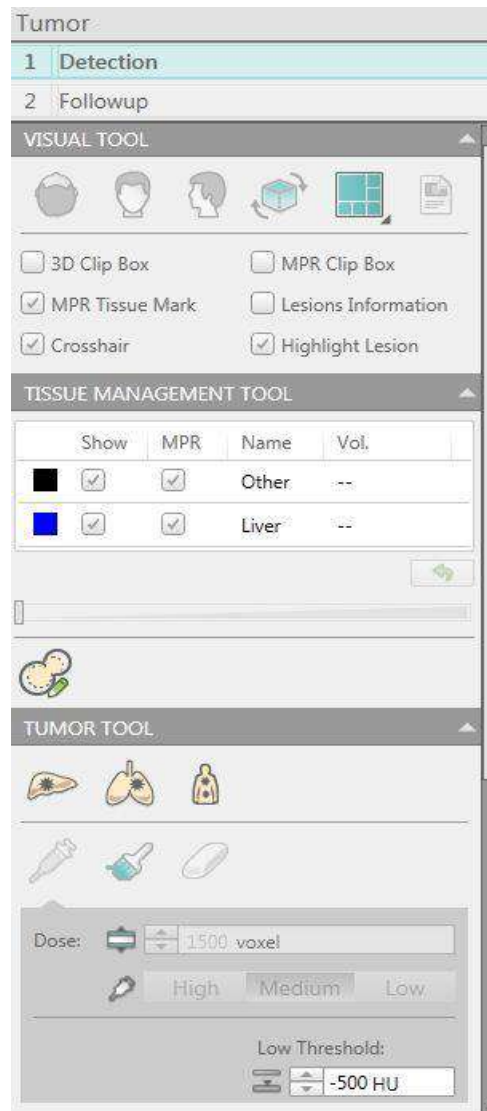 Tumor
1 Detection
2 Followup
VISUAL TOOL
3D Clip Box MPR Clip Box
MPR Tissue Mark Lesions Information
Crosshair Highlight Lesion
TISSUE MANAGEMENT TOOL
Show MPR Name Vol.
Other --
Liver --
TUMOR TOOL
Dose: 1500 voxel
High Medium Low
Low Threshold:
-500 HU